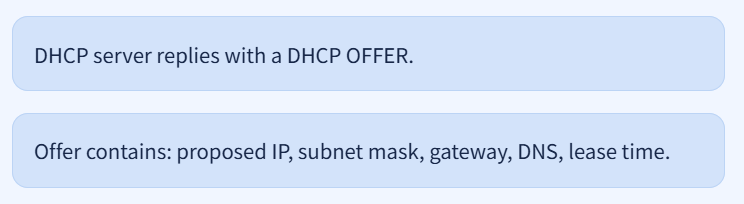 DHCP server replies with a DHCP OFFER.
Offer contains: proposed IP, subnet mask, gateway, DNS, lease time.